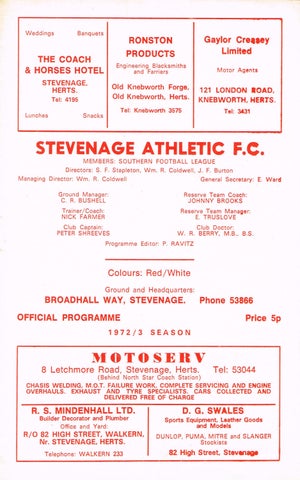 Weddings Banquets
THE COACH
& HORSES HOTEL
STEVENAGE,
HERTS.
Tel: 4195
Lunches Snacks
RONSTON
PRODUCTS
Engineering Blacksmiths
and Farriers
Old Knebworth Forge.
Old Knebworth, Herts.
Tel: Knebworth 3575
Gaylor Creasey
Limited
Motor Agents
121 LONDON ROAD,
KNEBWORTH, HERTS.
Tel: 3431
STEVENAGE ATHLETIC F.C.
MEMBERS: SOUTHERN FOOTBALL LEAGUE
Directors: S. F. Stapleton, Wm. R. Coldwell, J. F. Burton
Managing Director: Wm. R. Coldwell General Secretary: E. Ward
Ground Manager:
C. R. BUSHELL
Reserve Team Coach:
JOHNNY BROOKS
Trainer/Coach:
NICK FARMER
Reserve Team Manager:
E. TRUSLOVE
Club Captain:
PETER SHREEVES
Club Doctor:
W. R. BERRY, M.B., B.S.
Programme Editor: P. RAVITZ
Colours: Red/White
Ground and Headquarters:
BROADHALL WAY, STEVENAGE. Phone 53866
OFFICIAL PROGRAMME Price 5p
1972/3 SEASON
MOTOSERV
8 Letchmore Road, Stevenage, Herts. Tel: 53044
(Behind North Star Coach Station)
CHASIS WELDING, M.O.T. FAILURE WORK, COMPLETE SERVICING AND ENGINE
OVERHAULS. EXHAUST AND TYRE SPECIALISTS. CARS COLLECTED AND
DELIVERED FREE OF CHARGE
R. S. MINDENHALL LTD.
Builder Decorator and Plumber
Office and Yerd:
R/O 82 HIGH STREET, WALKERN,
Nr. STEVENAGE, HERTS.
Telephone: WALKERN 233
D. G. SWALES
Sports Equipment, Leather Goods
and Models
DUNLOP, PUMA, MITRE and SLANGER
Stockists
82 High Street, Stevenage